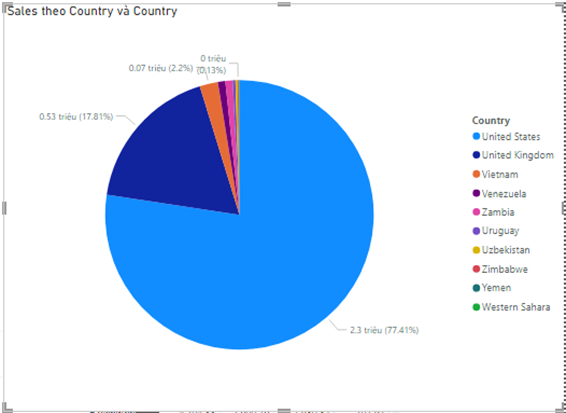 Sales theo Country và Country
0 triệu
(0.13%)
0.07 triệu (2.2%)
0.53 triệu (17.81%)
2.3 triệu (77.41%)
Country
United States
United Kingdom
Vietnam
Venezuela
Zambia
Uruguay
Uzbekistan
Zimbabwe
Yemen
Western Sahara